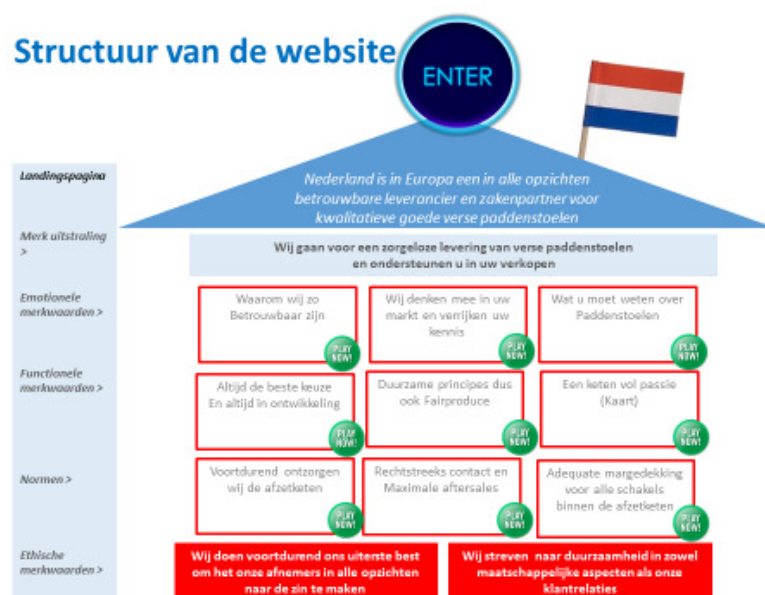 Structuur van de website
ENTER
Landingspagina
Nederland is in Europa een in alle opzichten
betrouwbare leverancier en zakenpartner voor
kwalitatieve goede verse paddenstoelen
Merk uitstraling
>
Wij gaan voor een zorgeloze levering van verse paddenstoelen
en ondersteunen u in uw verkopen
Emotionele
merkwaarden >
Waarom wij zo
Betrouwbaar zijn
PLAY
NOW!
Wij denken mee in uw
markt en verrijken uw
kennis
PLAY
NOW!
Wat u moet weten over
Paddenstoelen
PLAY
NOW!
Functionele
merkwaarden >
Altijd de beste keuze
En altijd in ontwikkeling
PLAY
NOW!
Duurzame principes dus
ook Fairproduce
PLAY
NOW!
Een keten vol passie
(Kaart)
PLAY
NOW!
Normen >
Voortdurend ontzorgen
wij de afzetketen
PLAY
NOW!
Rechtstreeks contact en
Maximale aftersales
PLAY
NOW!
Adequate margedekking
voor alle schakels
binnen de afzetketen
PLAY
NOW!
Ethische
merkwaarden >
Wij doen voortdurend ons uiterste best
om het onze afnemers in alle opzichten
naar de zin te maken
Wij streven naar duurzaamheid in zowel
maatschappelijke aspecten als onze
klantrelaties